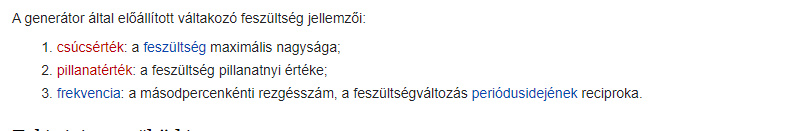 A generátor által előállított váltakozó feszültség jellemzői:
1. csúcsérték: a feszültség maximális nagysága;
2. pillanatérték: a feszültség pillanatnyi értéke;
3. frekvencia: a másodpercenkénti rezgésszám, a feszültségváltozás periódusidejének reciproka.